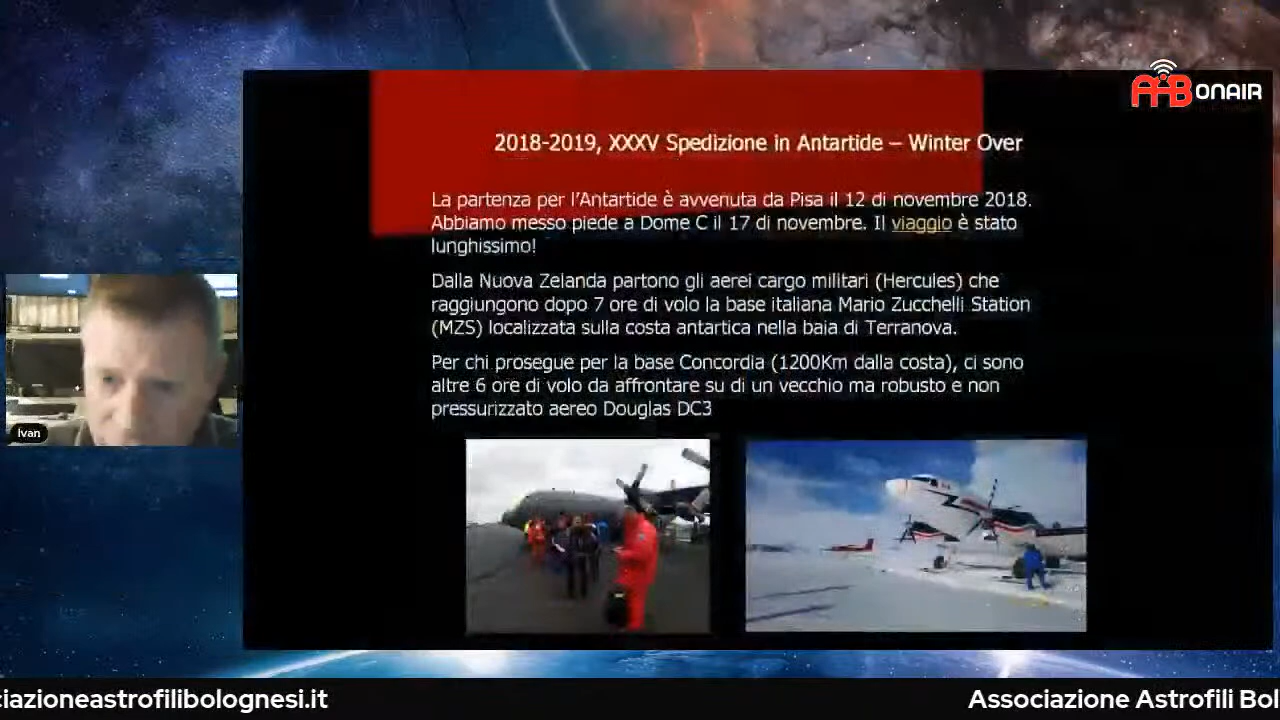 AAB ONAIR
2018-2019, XXXV Spedizione in Antartide – Winter Over
La partenza per l'Antartide è avvenuta da Pisa il 12 di novembre 2018.
Abbiamo messo piede a Dome C il 17 di novembre. Il viaggio è stato
lunghissimo!
Dalla Nuova Zelanda partono gli aerei cargo militari (Hercules) che
raggiungono dopo 7 ore di volo la base italiana Mario Zucchelli Station
(MZS) localizzata sulla costa antartica nella baia di Terranova.
Per chi prosegue per la base Concordia (1200Km dalla costa), ci sono
altre 6 ore di volo da affrontare su di un vecchio ma robusto e non
pressurizzato aereo Douglas DC3
Ivan
ciazioneastrofilibolognesi.it
Associazione Astrofili Bol